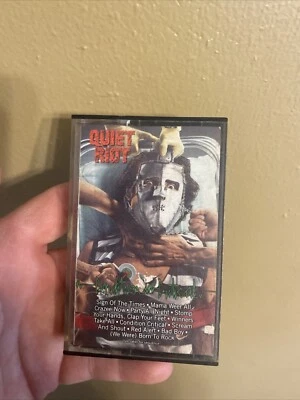 QUIET
RIOT
Sign Of The Times • Mama Weer All
Crazee Now • Party All Night • Stomp
Your Hands, Clap Your Feet • Winners
Take All • Condition Critical • Scream
And Shout • Red Alert • Bad Boy •
(We Were) Born To Rock